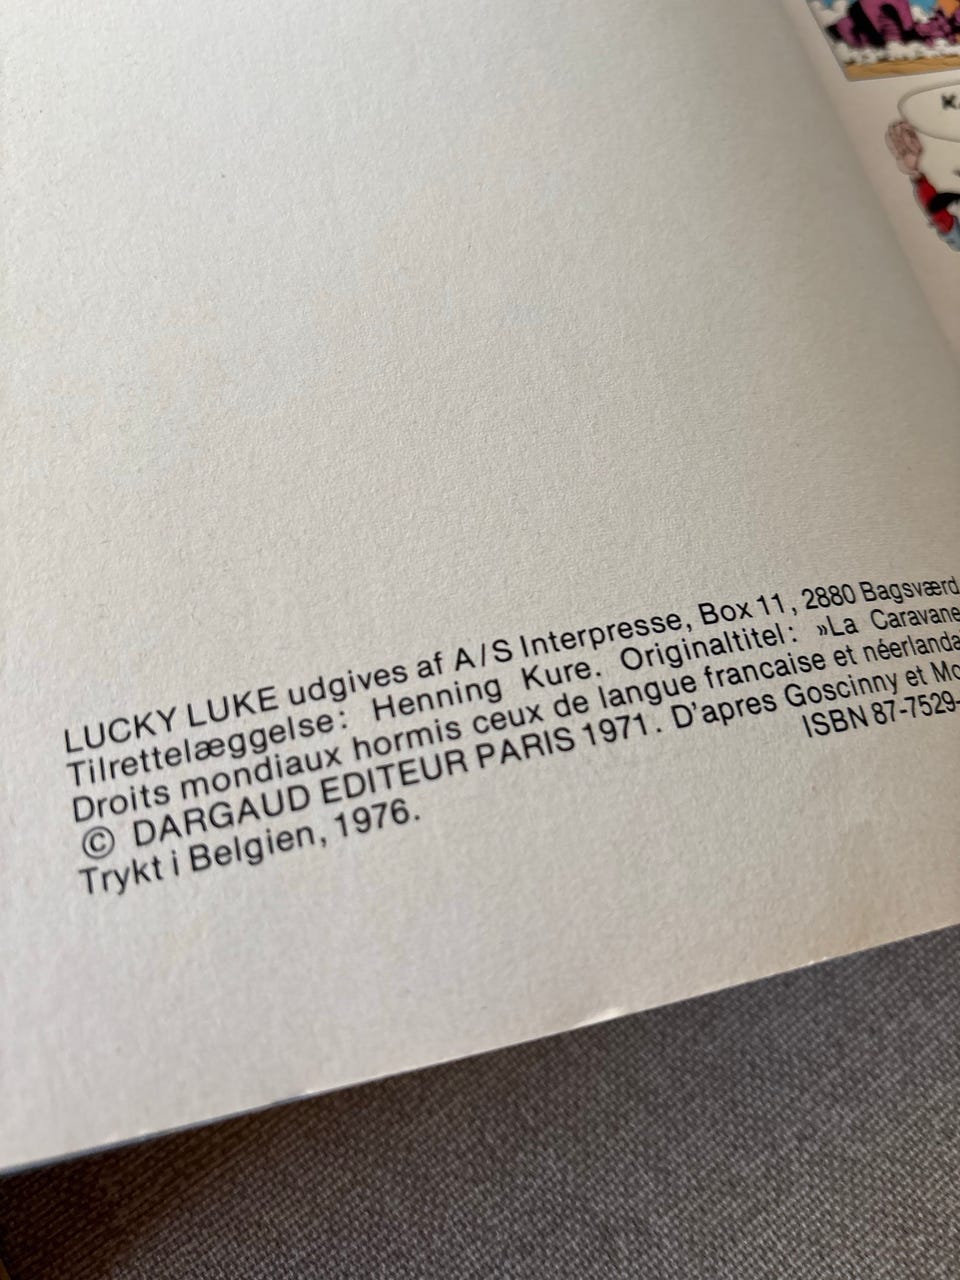 K.
LUCKY LUKE udgives af A/S Interpresse, Box 11, 2880 Bagsværd
Tilrettelæggelse: Henning Kure. Originaltitel: »La Caravane
Droits mondiaux hormis ceux de langue francaise et néerlanda
© DARGAUD EDITEUR PARIS 1971. D'apres Goscinny et Mo
Trykt i Belgien, 1976.
ISBN 87-7529-